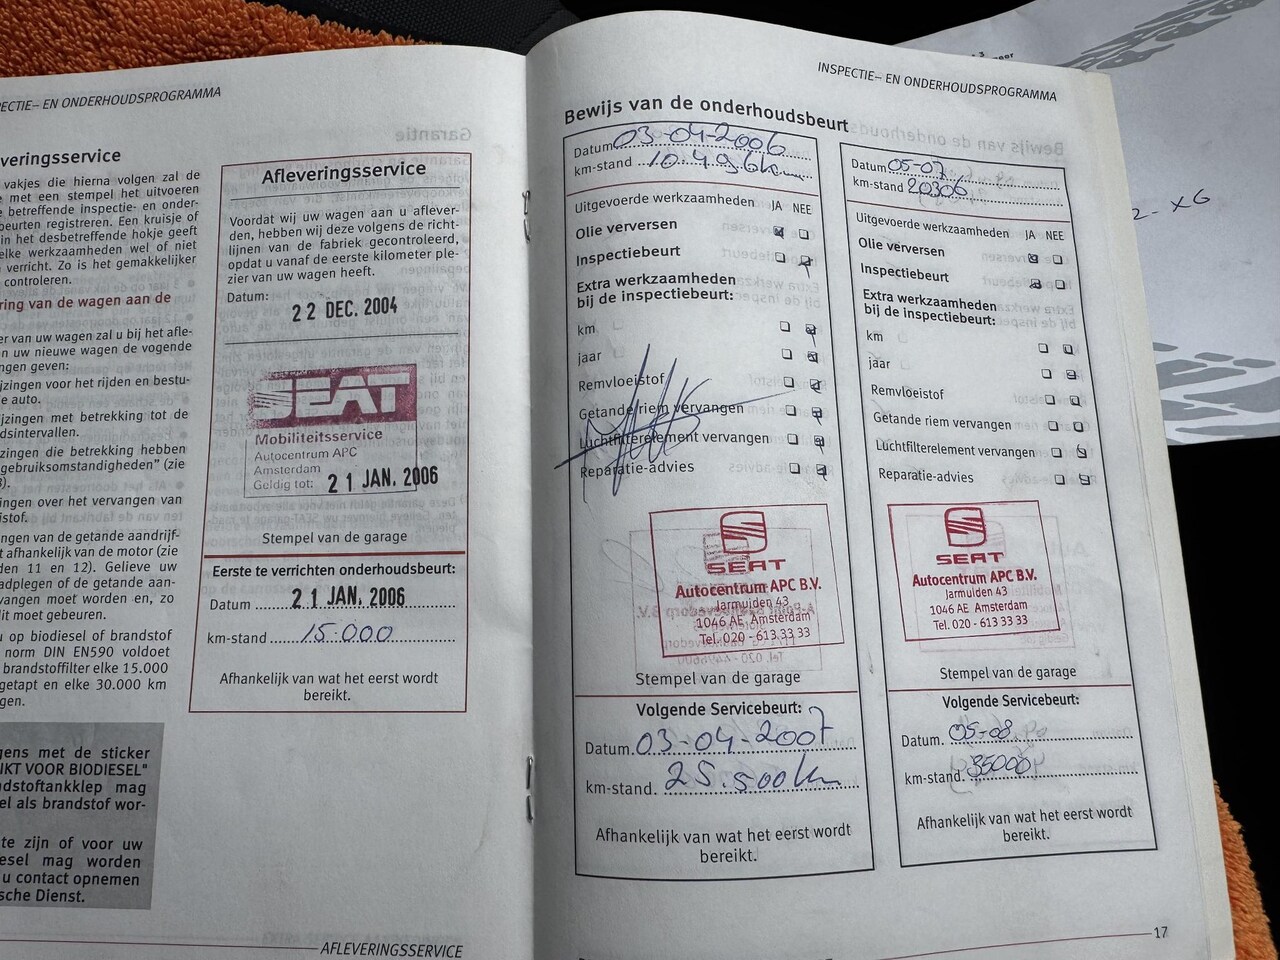 ECTIE– EN ONDERHOUDSPROGRAMMA
veringsservice
vakjes die hierna volgen zal de
met een stempel het uitvoeren
betreffende inspectie- en onder-
beurten registreren. Een kruisje of
in het desbetreffende hokje geeft
elke werkzaamheden wel of niet
verricht. Zo is het gemakkelijker
controleren.
ring van de wagen aan de
er van uw wagen zal u bij het afle-
n uw nieuwe wagen de vogende
ngen geven:
jzingen voor het rijden en bestu-
e auto.
jzingen met betrekking tot de
dsintervallen.
zingen die betrekking hebben
gebruiksomstandigheden" (zie
ngen over het vervangen van
istof.
ngen van de getande aandrijf-
t afhankelijk van de motor (zie
den 11 en 12). Gelieve uw
adplegen of de getande aan-
vangen moet worden en, zo
it moet gebeuren.
u op biodiesel of brandstof
norm DIN EN590 voldoet
brandstoffilter elke 15.000
getapt en elke 30.000 km
gen.
gens met de sticker
IKT VOOR BIODIESEL"
ndstoftankklep mag
el als brandstof wor-
te zijn of voor uw
esel mag worden
u contact opnemen
sche Dienst.
Afleveringsservice
Voordat wij uw wagen aan u aflever-
den, hebben wij deze volgens de richt-
lijnen van de fabriek gecontroleerd,
opdat u vanaf de eerste kilometer ple-
zier van uw wagen heeft.
Datum:
22 DEC. 2004
SEAT
Mobiliteitsservice
Autocentrum APC
Amsterdam
Geldig tot: 21 JAN. 2006
Stempel van de garage
Eerste te verrichten onderhoudsbeurt:
Datum 21 JAN. 2006
km-stand 15.000
Afhankelijk van wat het eerst wordt
bereikt.
AFLEVERINGSSERVICE
INSPECTIE– EN ONDERHOUDSPROGRAMMA
Bewijs van de onderhoudsbeurt
Datum 03-04-2006
km-stand 10.496km
Uitgevoerde werkzaamheden JA NEE
Olie verversen
Inspectiebeurt
Extra werkzaamheden
bij de inspectiebeurt:
km
jaar
Remvloeistof
Getande riem vervangen
Luchtfilterelement vervangen
Reparatie-advies
SEAT
Autocentrum APC B.V.
Jarmuiden 43
1046 AE Amsterdam
Tel. 020 - 613 33 33
Stempel van de garage
Volgende Servicebeurt:
Datum 03-04-2007
km-stand. 25.500km
Afhankelijk van wat het eerst wordt
bereikt.
Datum 05-07
km-stand 20306
Uitgevoerde werkzaamheden JA NEE
Olie verversen
Inspectiebeurt
Extra werkzaamheden
bij de inspectiebeurt:
km
jaar
Remvloeistof
Getande riem vervangen
Luchtfilterelement vervangen
Reparatie-advies
SEAT
Autocentrum APC B.V.
Jarmuiden 43
1046 AE Amsterdam
Tel. 020 - 613 33 33
Stempel van de garage
Volgende Servicebeurt:
Datum. 05-08
km-stand. 35000
Afhankelijk van wat het eerst wordt
bereikt.
17